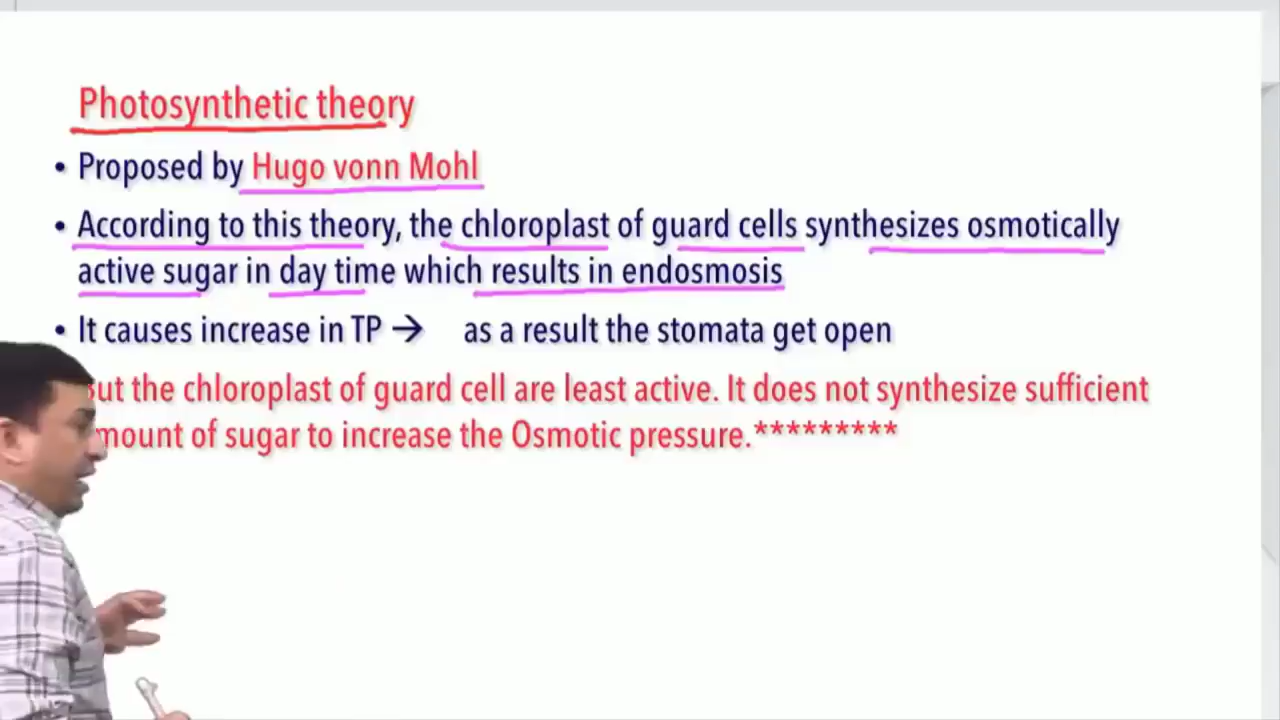 Photosynthetic theory
• Proposed by Hugo vonn Mohl
• According to this theory, the chloroplast of guard cells synthesizes osmotically
active sugar in day time which results in endosmosis
• It causes increase in TP → as a result the stomata get open
ut the chloroplast of guard cell are least active. It does not synthesize sufficient
mount of sugar to increase the Osmotic pressure.*********